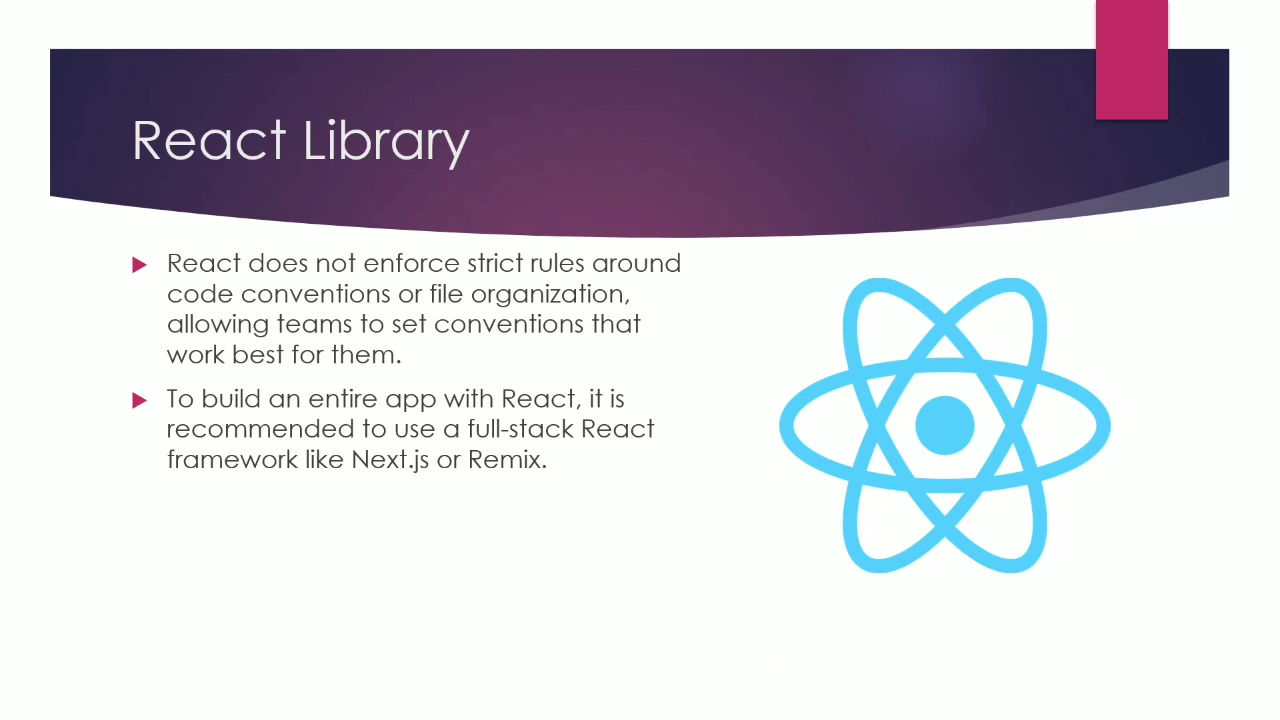 React Library
React does not enforce strict rules around
code conventions or file organization,
allowing teams to set conventions that
work best for them.
To build an entire app with React, it is
recommended to use a full-stack React
framework like Next.js or Remix.